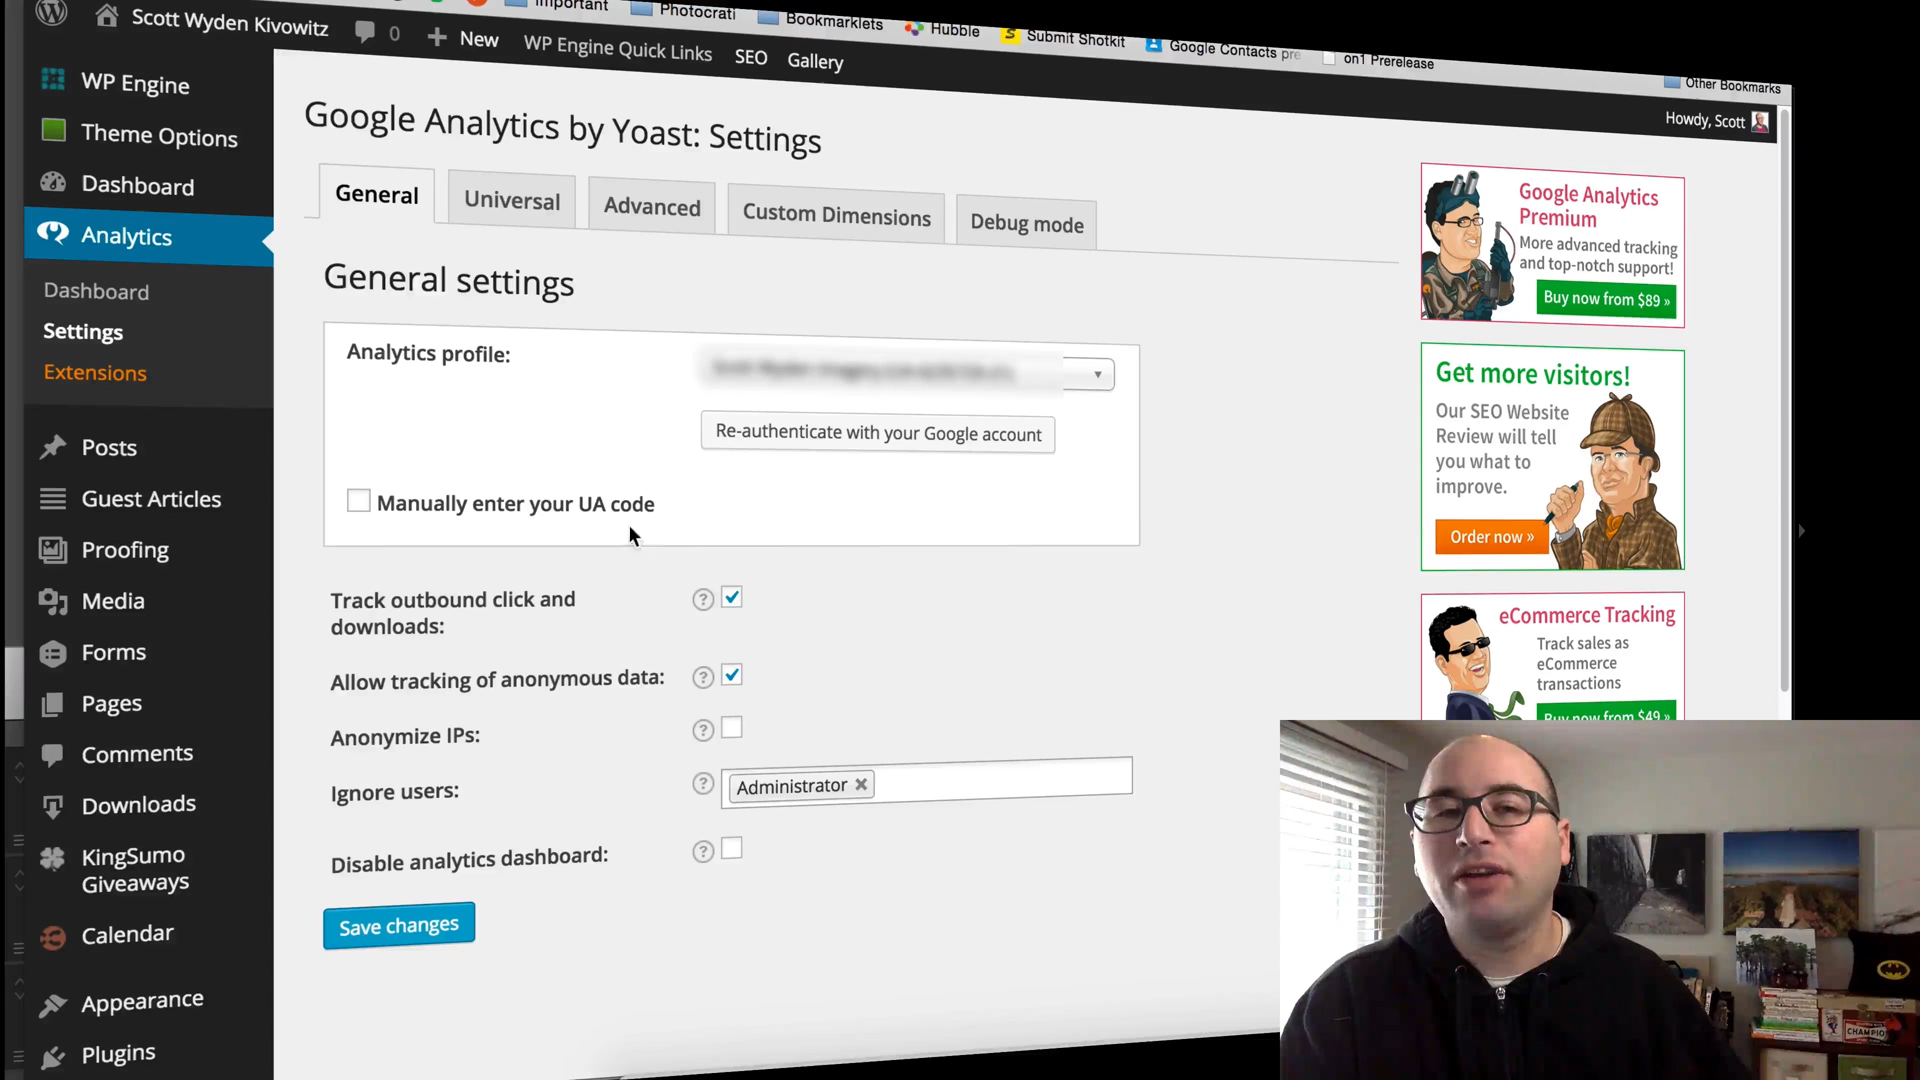 Important
Photocrati
Bookmarklets
Hubble
Submit Shotkit
Google Contacts pre
on1 Prerelease
Other Bookmarks
Scott Wyden Kivowitz
0
New
WP Engine Quick Links
SEO
Gallery
Howdy, Scott
WP Engine
Theme Options
Dashboard
Analytics
Dashboard
Settings
Extensions
Posts
Guest Articles
Proofing
Media
Forms
Pages
Comments
Downloads
KingSumo
Giveaways
Calendar
Appearance
Plugins
Google Analytics by Yoast: Settings
General
Universal
Advanced
Custom Dimensions
Debug mode
General settings
Analytics profile:
Re-authenticate with your Google account
Manually enter your UA code
Track outbound click and
downloads:
?
Allow tracking of anonymous data:
?
Anonymize IPs:
?
Ignore users:
?
Administrator ×
Disable analytics dashboard:
?
Save changes
Google Analytics
Premium
More advanced tracking
and top-notch support!
Buy now from $89 »
Get more visitors!
Our SEO Website
Review will tell
you what to
improve.
Order now »
eCommerce Tracking
Track sales as
eCommerce
transactions
Buy now from $49 »
CHAMPIO